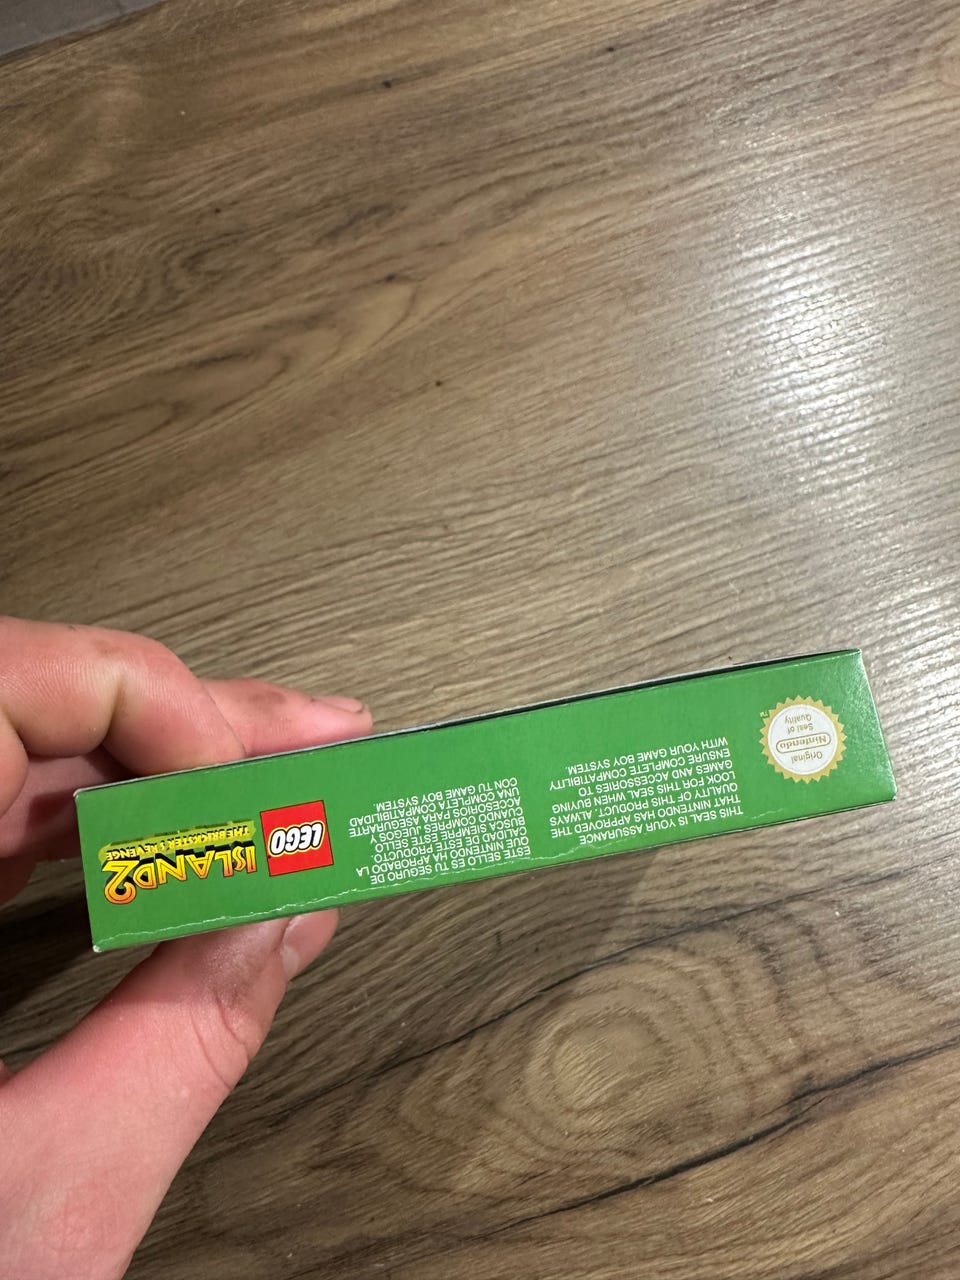 Original
Nintendo
Seal of
Quality
TM
THIS SEAL IS YOUR ASSURANCE
THAT NINTENDO HAS APPROVED THE
QUALITY OF THIS PRODUCT. ALWAYS
LOOK FOR THIS SEAL WHEN BUYING
GAMES AND ACCESSORIES TO
ENSURE COMPLETE COMPATIBILITY
WITH YOUR GAME BOY SYSTEM.
ESTE SELLO ES TU SEGURO DE
QUE NINTENDO HA APROBADO LA
CALIDAD DE ESTE PRODUCTO.
BUSCA SIEMPRE ESTE SELLO
CUANDO COMPRES JUEGOS Y
ACCESORIOS PARA ASEGURARTE
UNA COMPLETA COMPATIBILIDAD
CON TU GAME BOY SYSTEM.
LEGO
ISLAND 2
THE BRICKSTER'S REVENGE